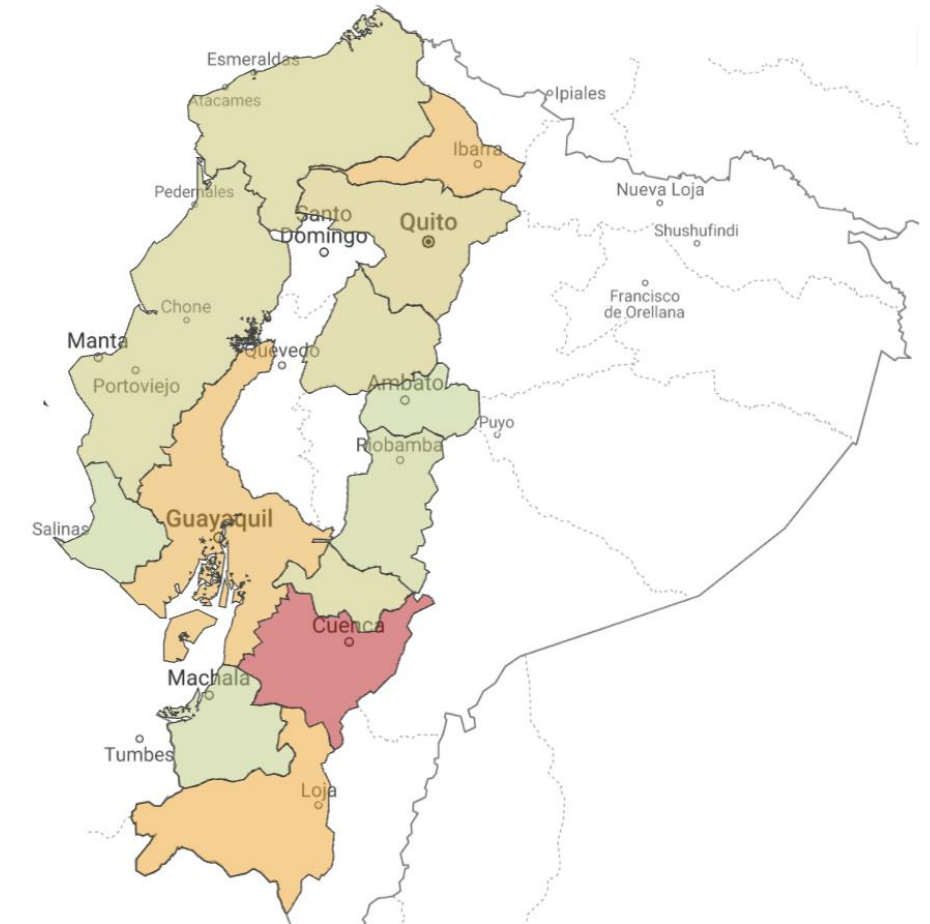 Esmeraldas
Atacames
Ipiales
Ibarra
Pedernales
Nueva Loja
Santo
Domingo
Quito
Shushufindi
Francisco
de Orellana
Chone
Manta
Quevedo
Portoviejo
Ambato
Puyo
Riobamba
Guayaquil
Salinas
Cuenca
Machala
Tumbes
Loja